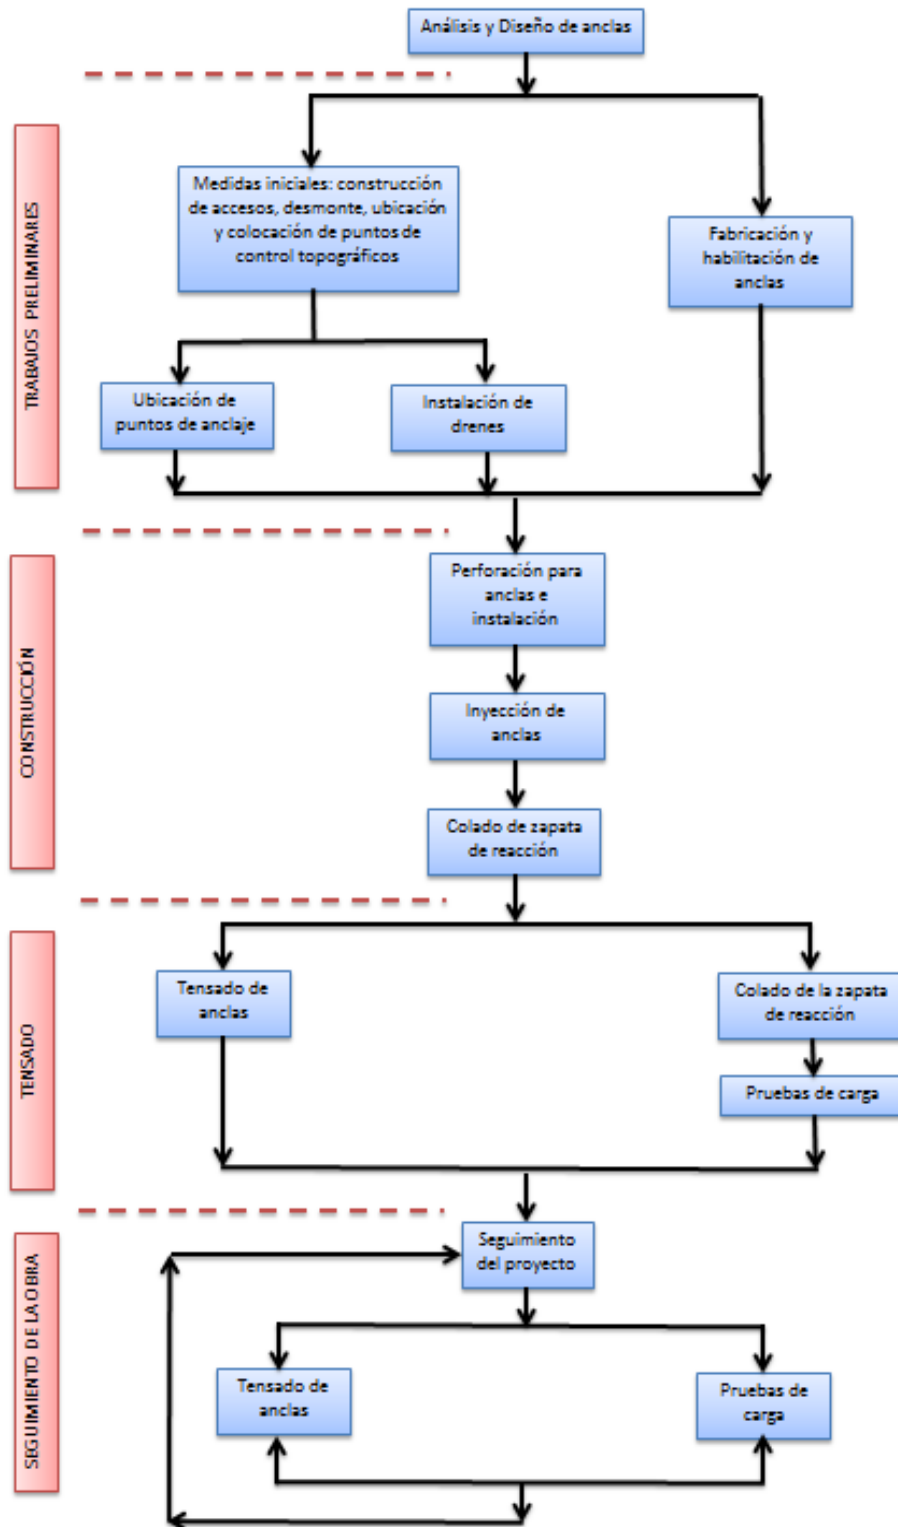 Análisis y Diseño de anclas
TRABAJOS PRELIMINARES
Medidas iniciales: construcción
de accesos, desmonte, ubicación
y colocación de puntos de
control topográficos
Fabricación y
habilitación de
anclas
Ubicación de
puntos de anclaje
Instalación de
drenes
CONSTRUCCIÓN
Perforación para
anclas e
instalación
Inyección de
anclas
Colado de zapata
de reacción
TENSADO
Tensado de
anclas
Colado de la zapata
de reacción
Pruebas de carga
SEGUIMIENTO DE LA OBRA
Seguimiento
del proyecto
Tensado de
anclas
Pruebas de
carga